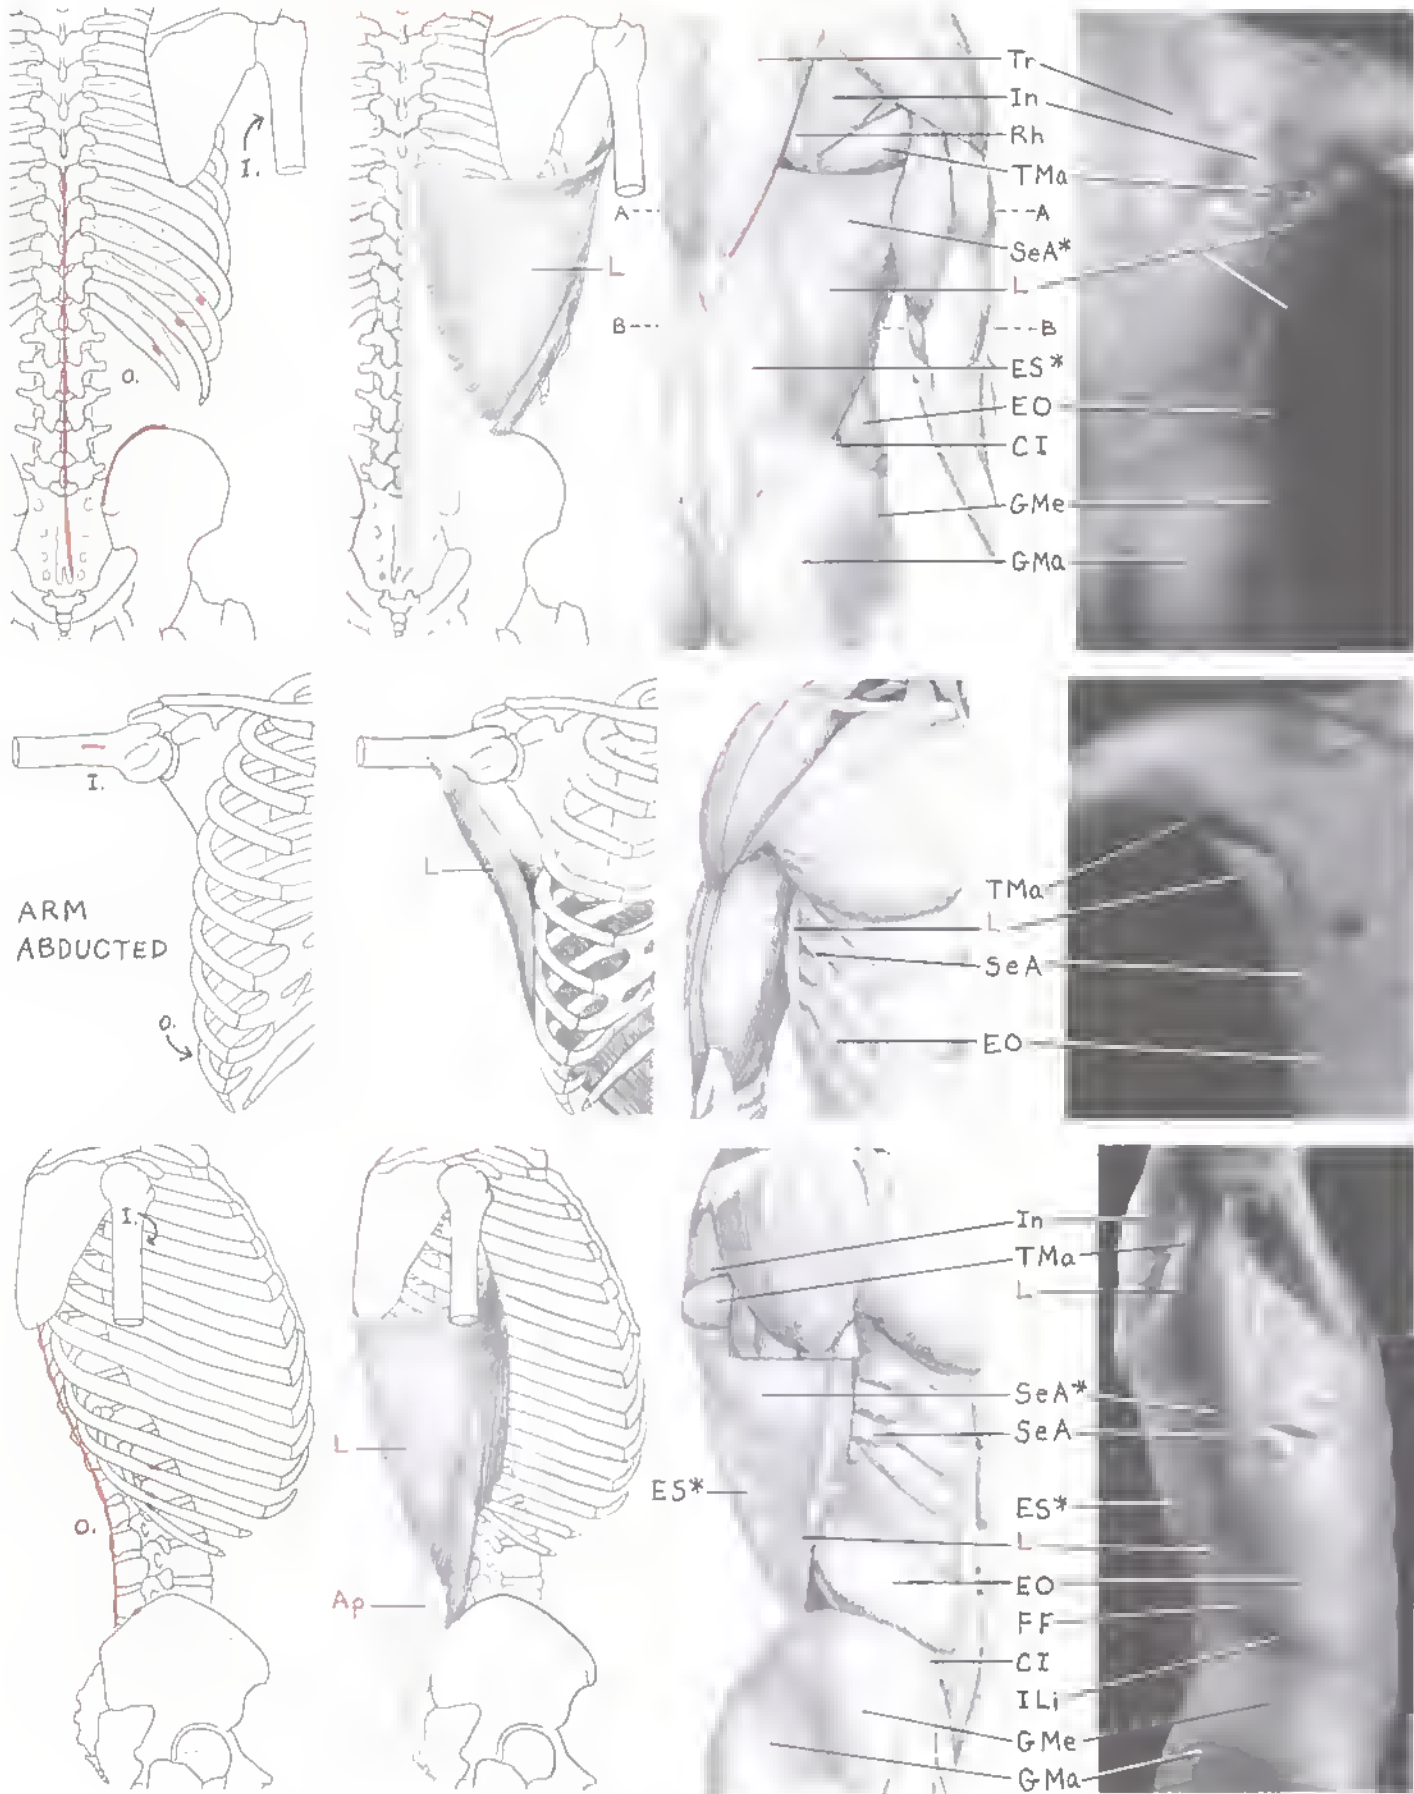 I.
O.
L
A
B
Tr
In
Rh
TMa
A
SeA*
L
B
ES*
EO
CI
GMe
GMa
I.
ARM
ABDUCTED
O.
L
TMa
L
SeA
EO
I.
O.
L
Ap
ES*
In
TMa
L
SeA*
SeA
ES*
L
EO
FF
CI
ILi
GMe
GMa